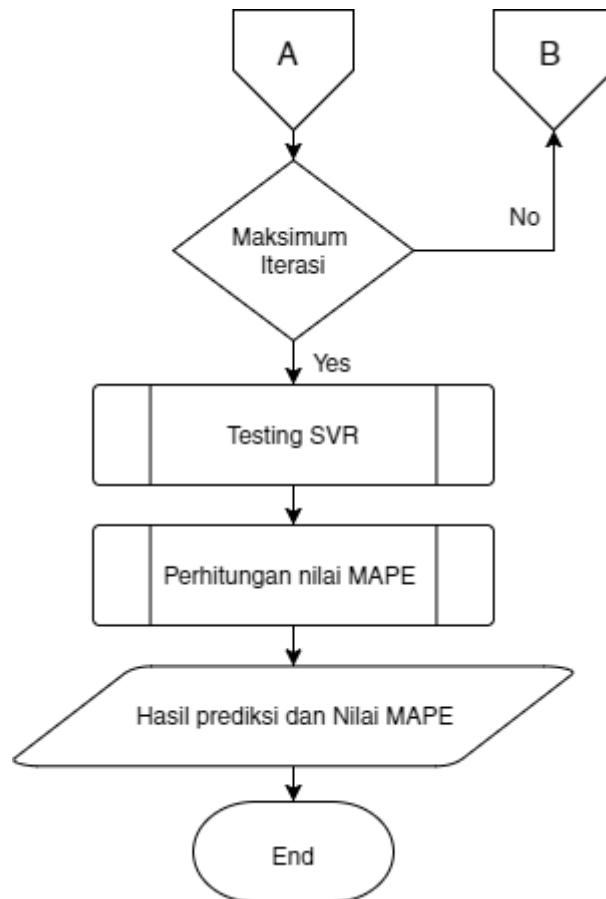 A
B
Maksimum
Iterasi
No
Yes
Testing SVR
Perhitungan nilai MAPE
Hasil prediksi dan Nilai MAPE
End